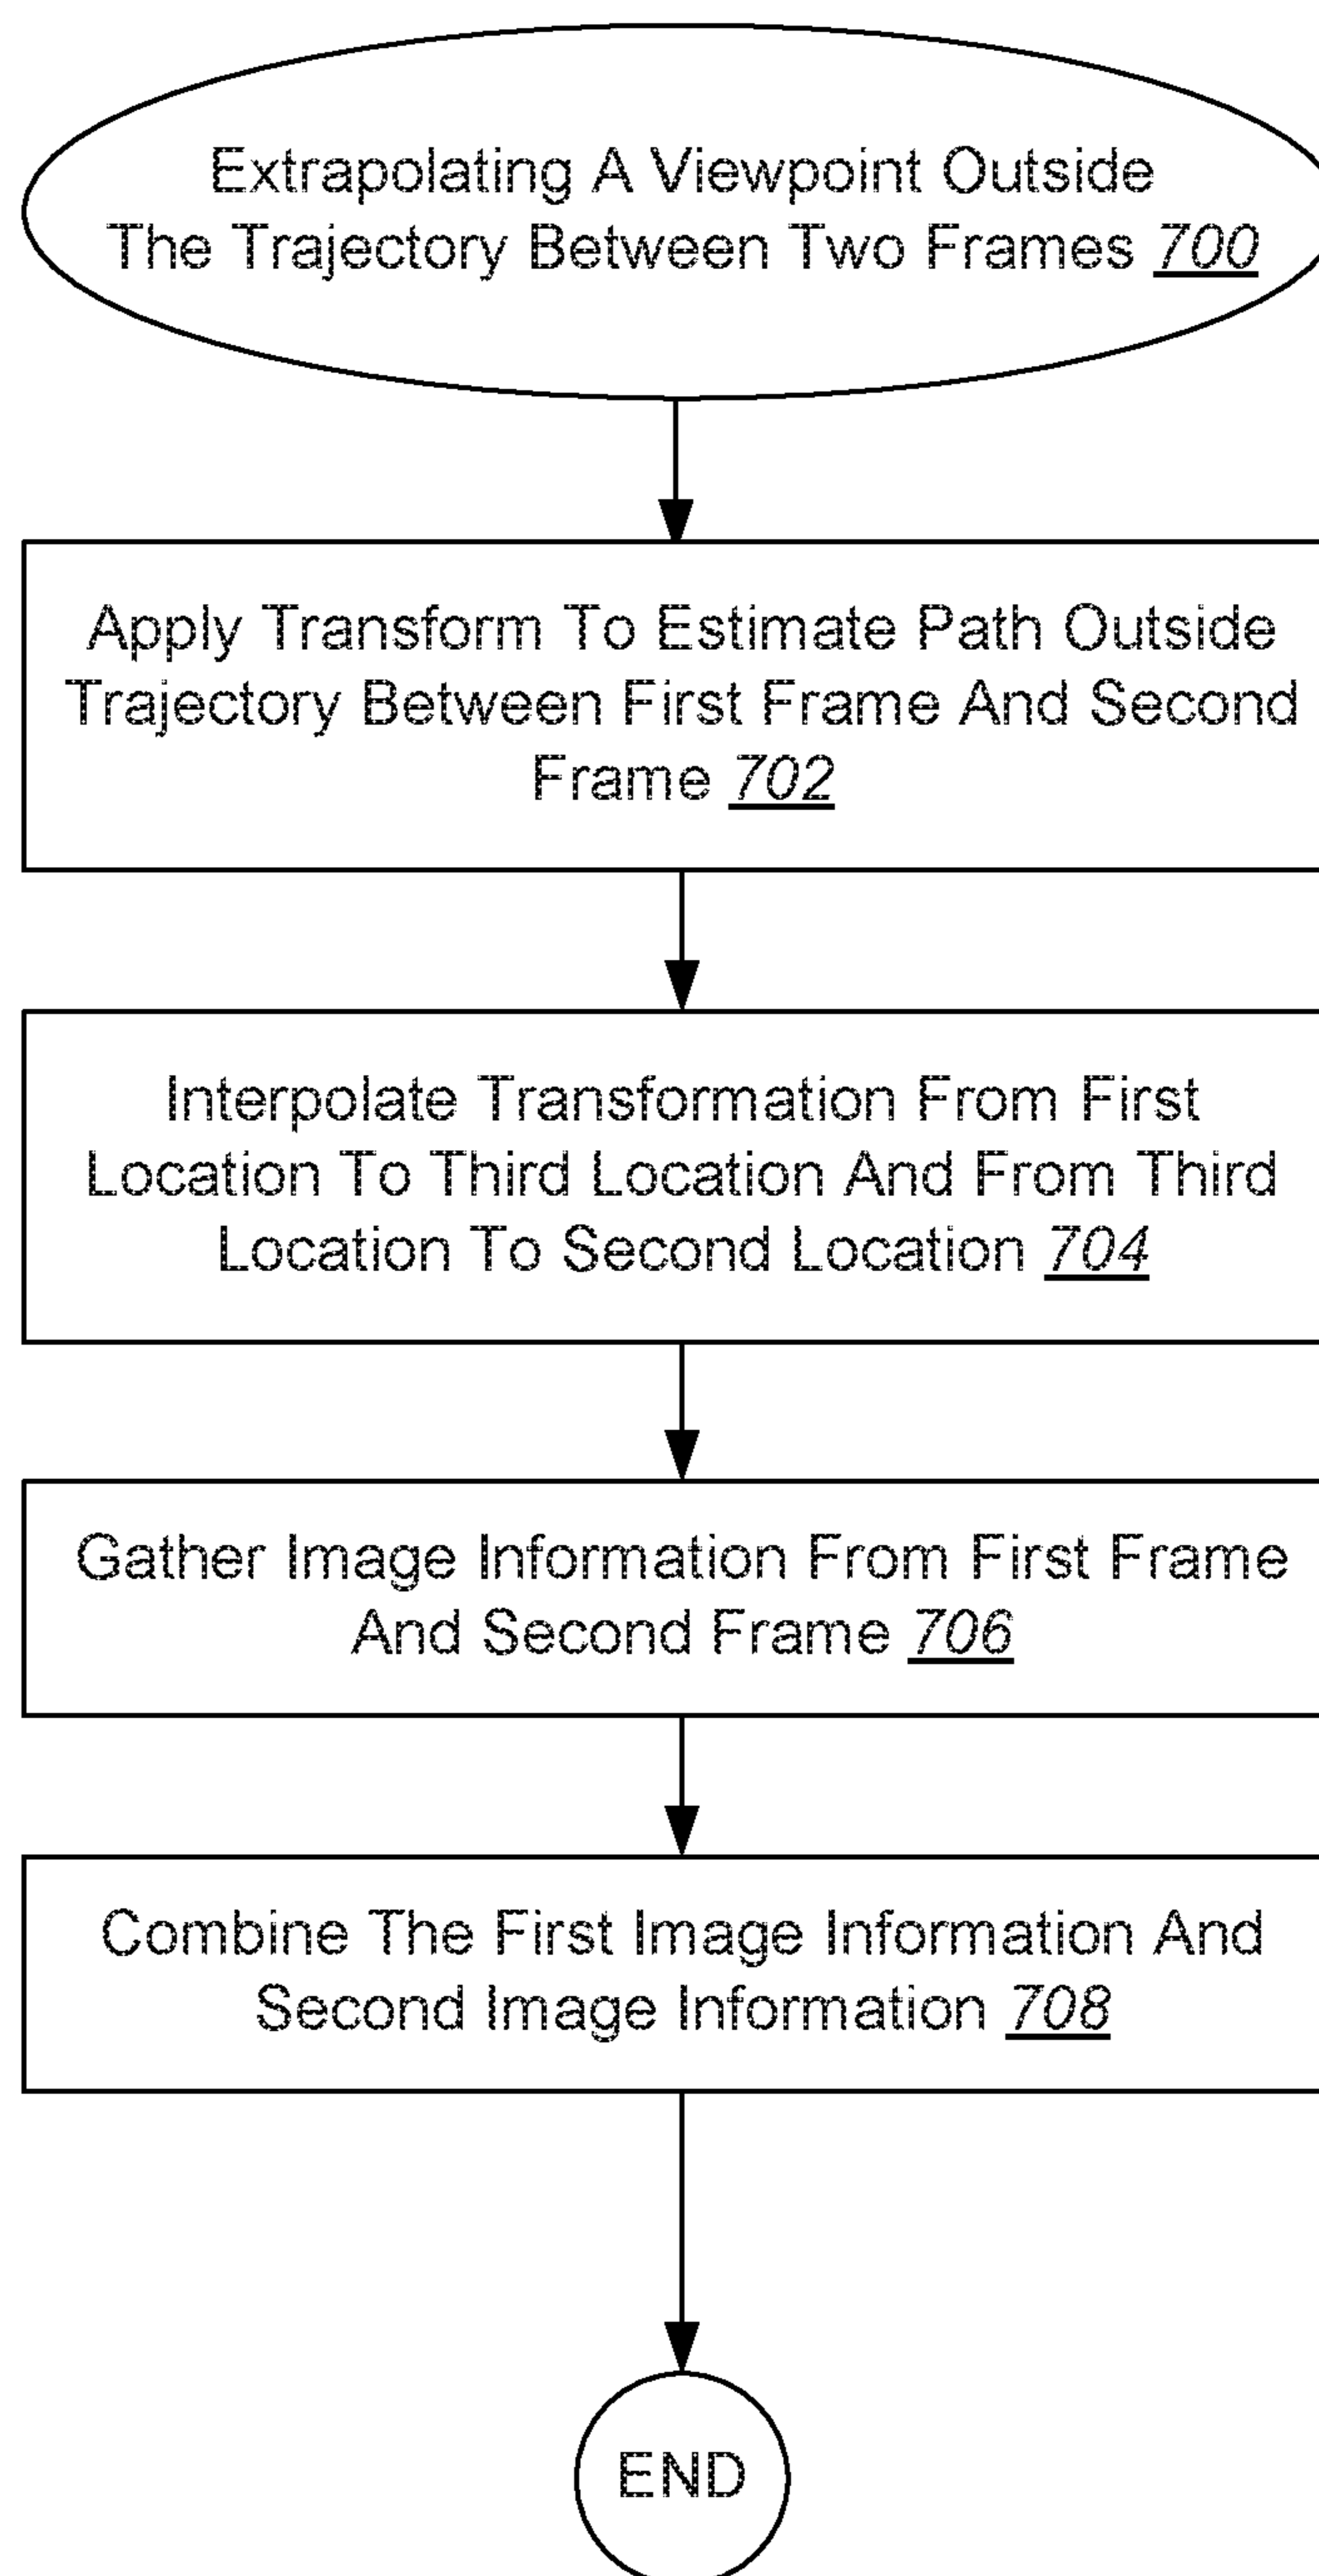 Extrapolating A Viewpoint Outside
The Trajectory Between Two Frames 700
Apply Transform To Estimate Path Outside
Trajectory Between First Frame And Second
Frame 702
Interpolate Transformation From First
Location To Third Location And From Third
Location To Second Location 704
Gather Image Information From First Frame
And Second Frame 706
Combine The First Image Information And
Second Image Information 708
END